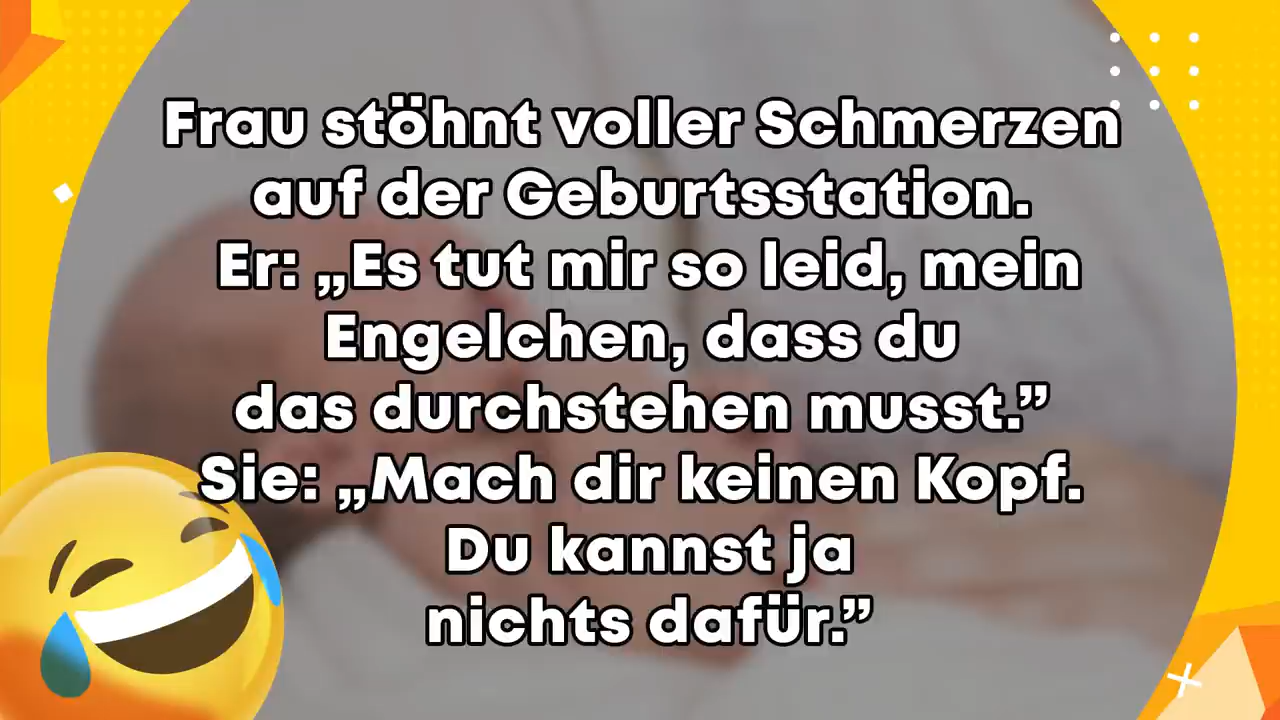 Frau stöhnt voller Schmerzen
auf der Geburtsstation.
Er: „Es tut mir so leid, mein
Engelchen, dass du
das durchstehen musst.”
Sie: „Mach dir keinen Kopf.
Du kannst ja
nichts dafür.”